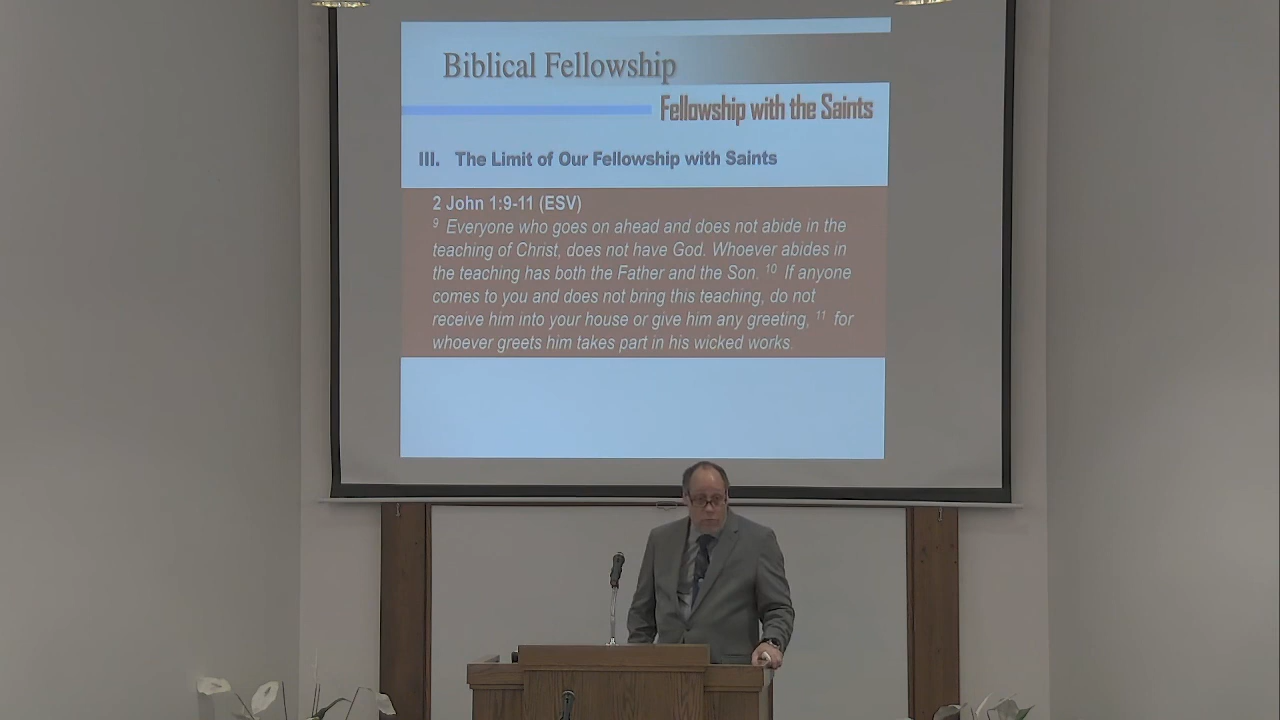 Biblical Fellowship
Fellowship with the Saints
III. The Limit of Our Fellowship with Saints
2 John 1:9-11 (ESV)
9 Everyone who goes on ahead and does not abide in the
teaching of Christ, does not have God. Whoever abides in
the teaching has both the Father and the Son. 10 If anyone
comes to you and does not bring this teaching, do not
receive him into your house or give him any greeting, 11 for
whoever greets him takes part in his wicked works.